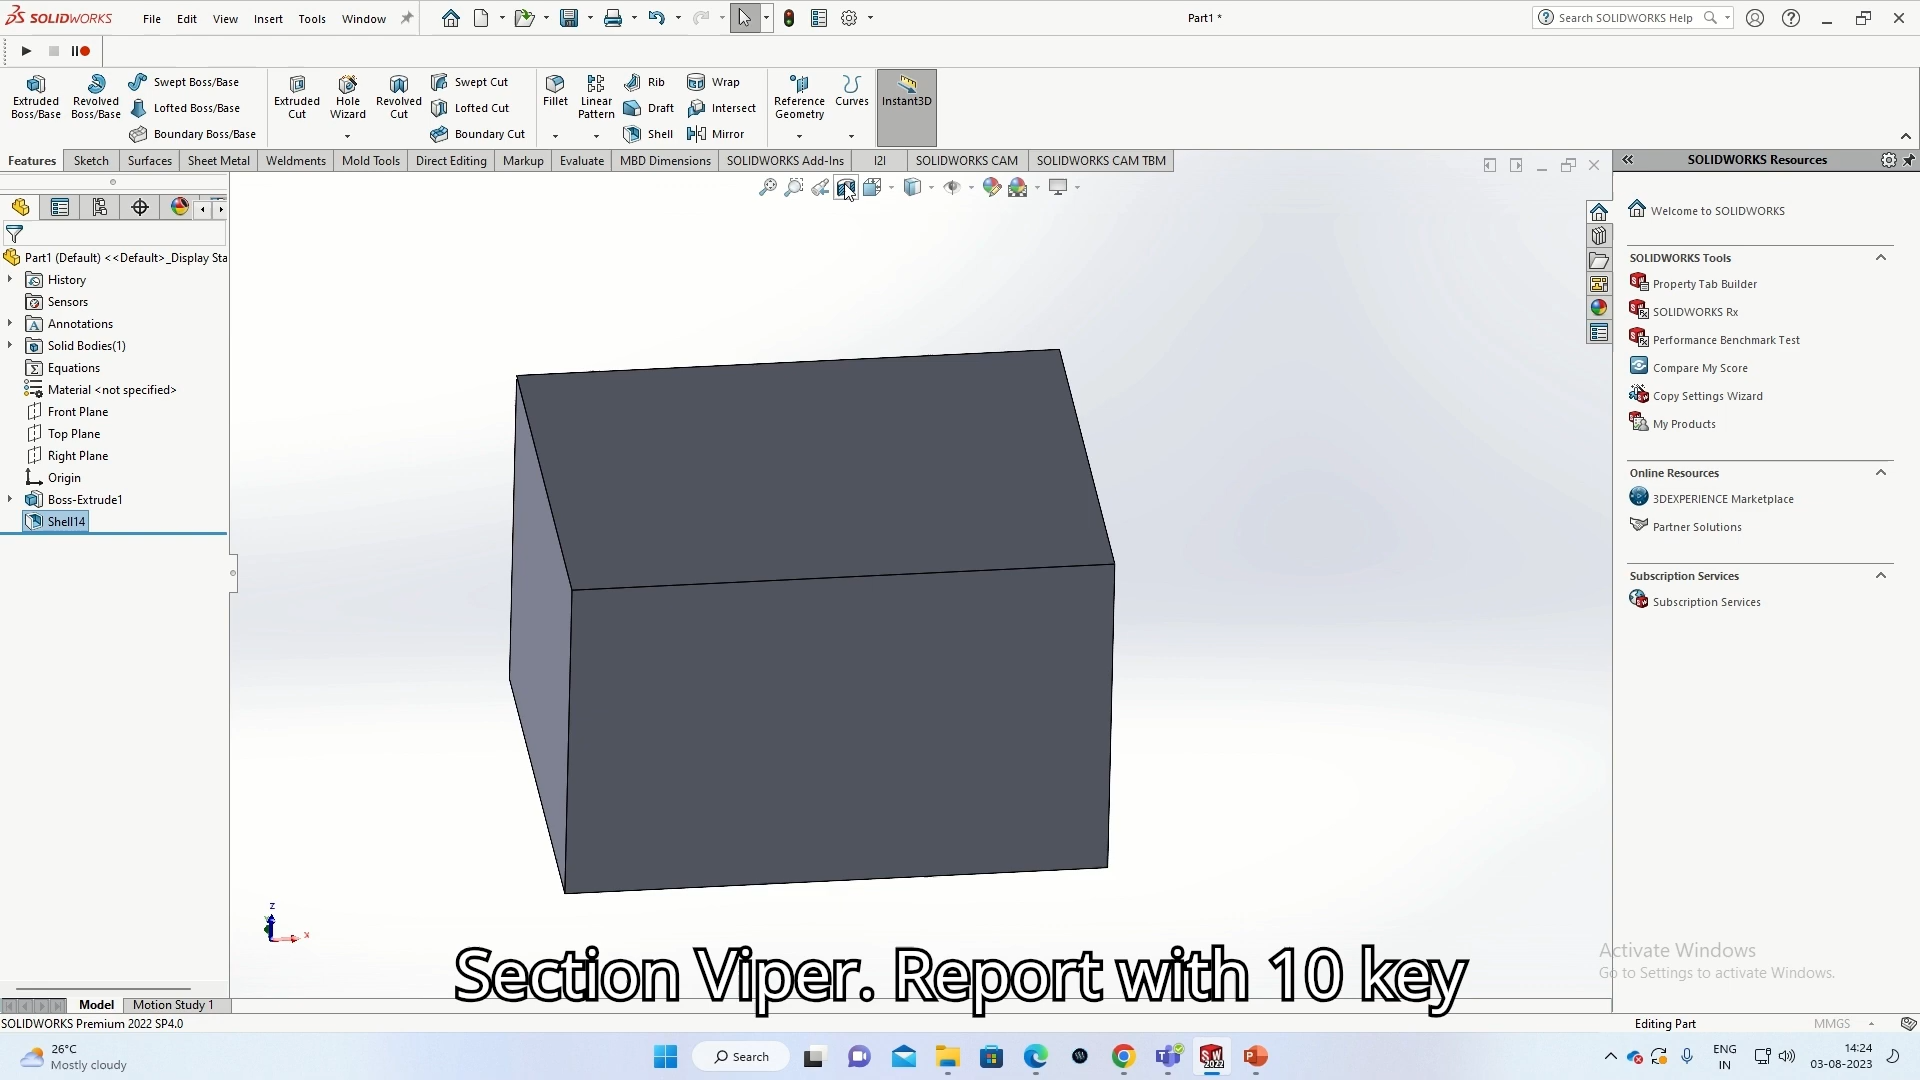 SOLIDWORKS File Edit View Insert Tools Window Part1 * Search SOLIDWORKS Help
Extruded Boss/Base
Revolved Boss/Base
Swept Boss/Base
Lofted Boss/Base
Boundary Boss/Base
Extruded Cut
Hole Wizard
Revolved Cut
Swept Cut
Lofted Cut
Boundary Cut
Fillet
Linear Pattern
Rib
Draft
Shell
Wrap
Intersect
Mirror
Reference Geometry
Curves
Instant3D
Features Sketch Surfaces Sheet Metal Weldments Mold Tools Direct Editing Markup Evaluate MBD Dimensions SOLIDWORKS Add-Ins I2I SOLIDWORKS CAM SOLIDWORKS CAM TBM
Part1 (Default) <<Default>_Display Sta
History
Sensors
Annotations
Solid Bodies(1)
Equations
Material <not specified>
Front Plane
Top Plane
Right Plane
Origin
Boss-Extrude1
Shell14
z
x
SOLIDWORKS Resources
Welcome to SOLIDWORKS
SOLIDWORKS Tools
Property Tab Builder
SOLIDWORKS Rx
Performance Benchmark Test
Compare My Score
Copy Settings Wizard
My Products
Online Resources
3DEXPERIENCE Marketplace
Partner Solutions
Subscription Services
Subscription Services
Activate Windows
Go to Settings to activate Windows.
Section Viper. Report with 10 key
Model Motion Study 1
SOLIDWORKS Premium 2022 SP4.0 Editing Part MMGS
26°C
Mostly cloudy
Search
ENG
IN
14:24
03-08-2023